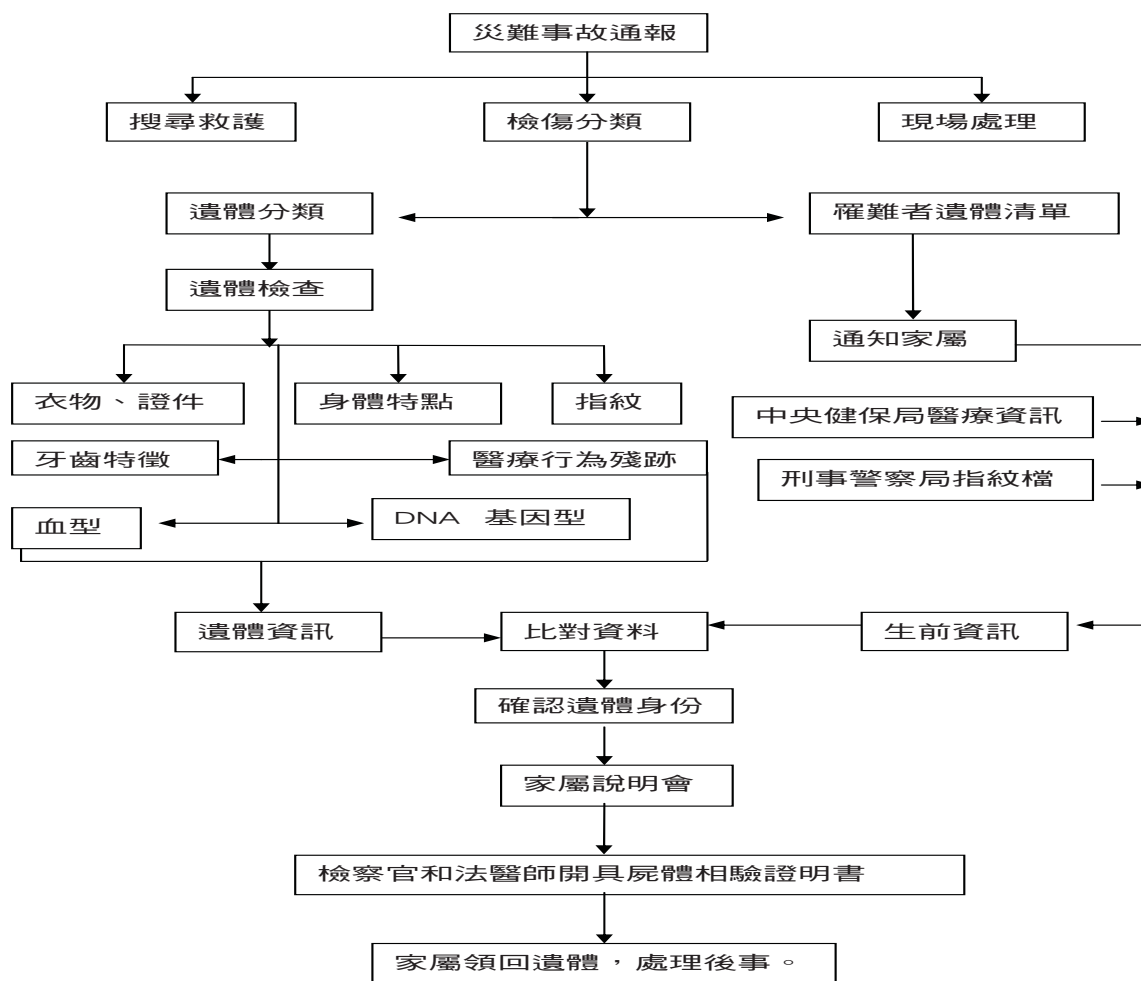 災難事故通報
搜尋救護
檢傷分類
現場處理
遺體分類
罹難者遺體清單
遺體檢查
通知家屬
衣物、證件
身體特點
指紋
中央健保局醫療資訊
牙齒特徵
醫療行為殘跡
刑事警察局指紋檔
血型
DNA 基因型
遺體資訊
比對資料
生前資訊
確認遺體身份
家屬說明會
檢察官和法醫師開具屍體相驗證明書
家屬領回遺體，處理後事。